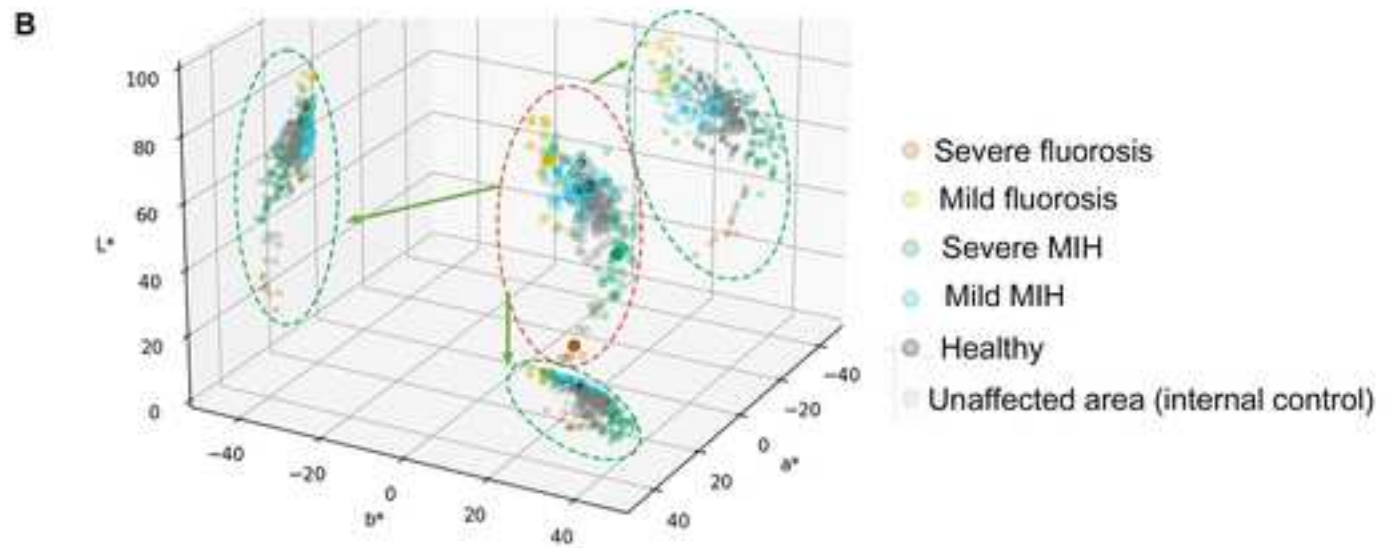 B
100
80
60
40
20
0
L*
−40
−20
0
20
40
b*
−40
−20
0
20
40
a*
Severe fluorosis
Mild fluorosis
Severe MIH
Mild MIH
Healthy
Unaffected area (internal control)